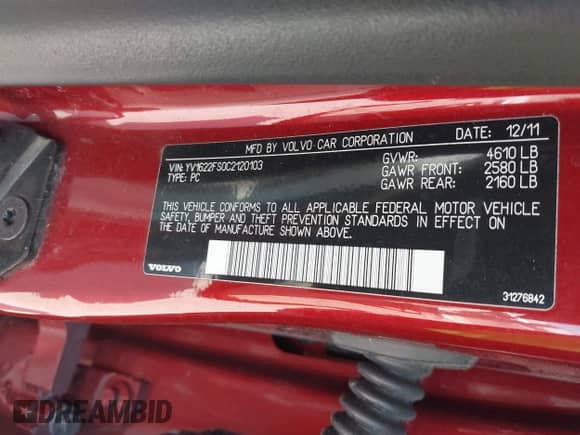 MFD BY VOLVO CAR CORPORATION DATE: 12/11
VIN: YV1622FS0C2120103 GVWR: 4610 LB
TYPE: PC GAWR FRONT: 2580 LB
GAWR REAR: 2160 LB
THIS VEHICLE CONFORMS TO ALL APPLICABLE FEDERAL MOTOR VEHICLE
SAFETY, BUMPER AND THEFT PREVENTION STANDARDS IN EFFECT ON
THE DATE OF MANUFACTURE SHOWN ABOVE.
VOLVO
31276842
DREAMBID